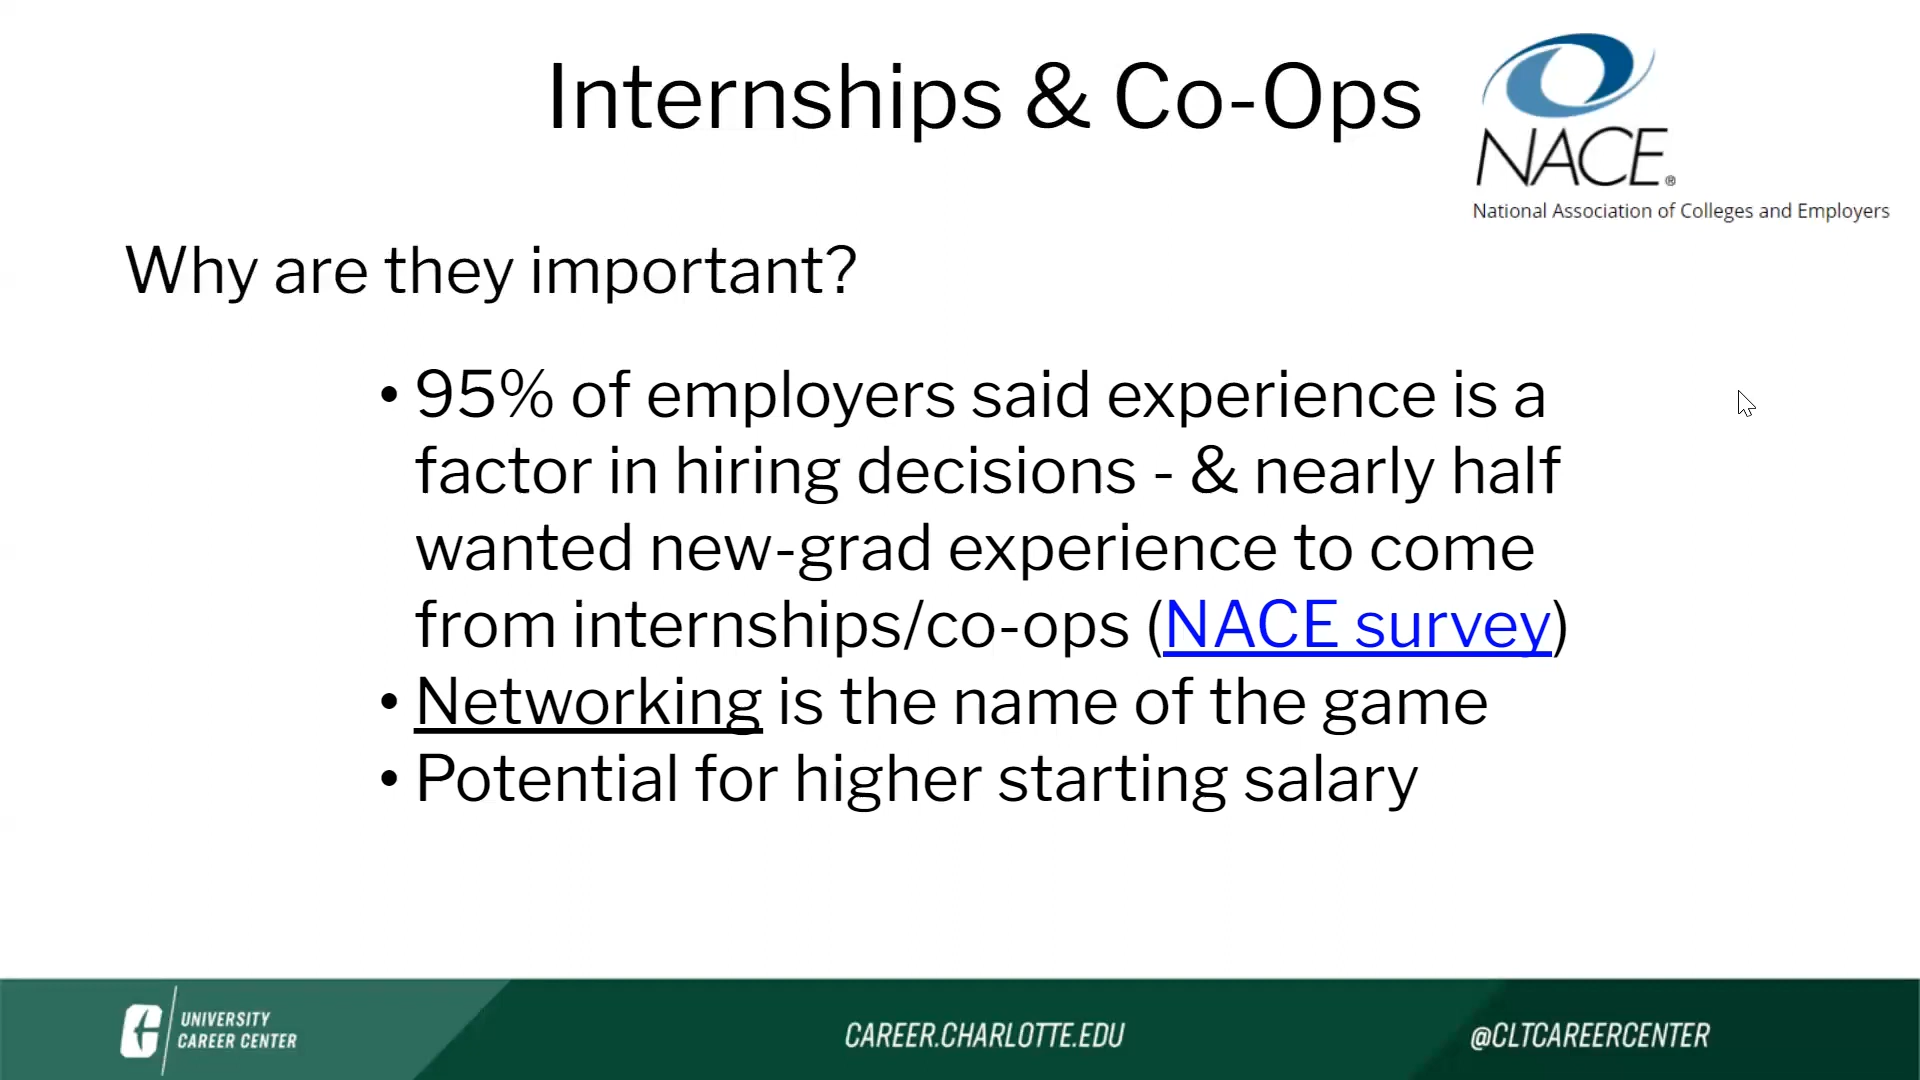 Internships & Co-Ops
NACE®
National Association of Colleges and Employers
Why are they important?
• 95% of employers said experience is a
factor in hiring decisions - & nearly half
wanted new-grad experience to come
from internships/co-ops (NACE survey)
• Networking is the name of the game
• Potential for higher starting salary
UNIVERSITY
CAREER CENTER
CAREER.CHARLOTTE.EDU
@CLTCAREERCENTER